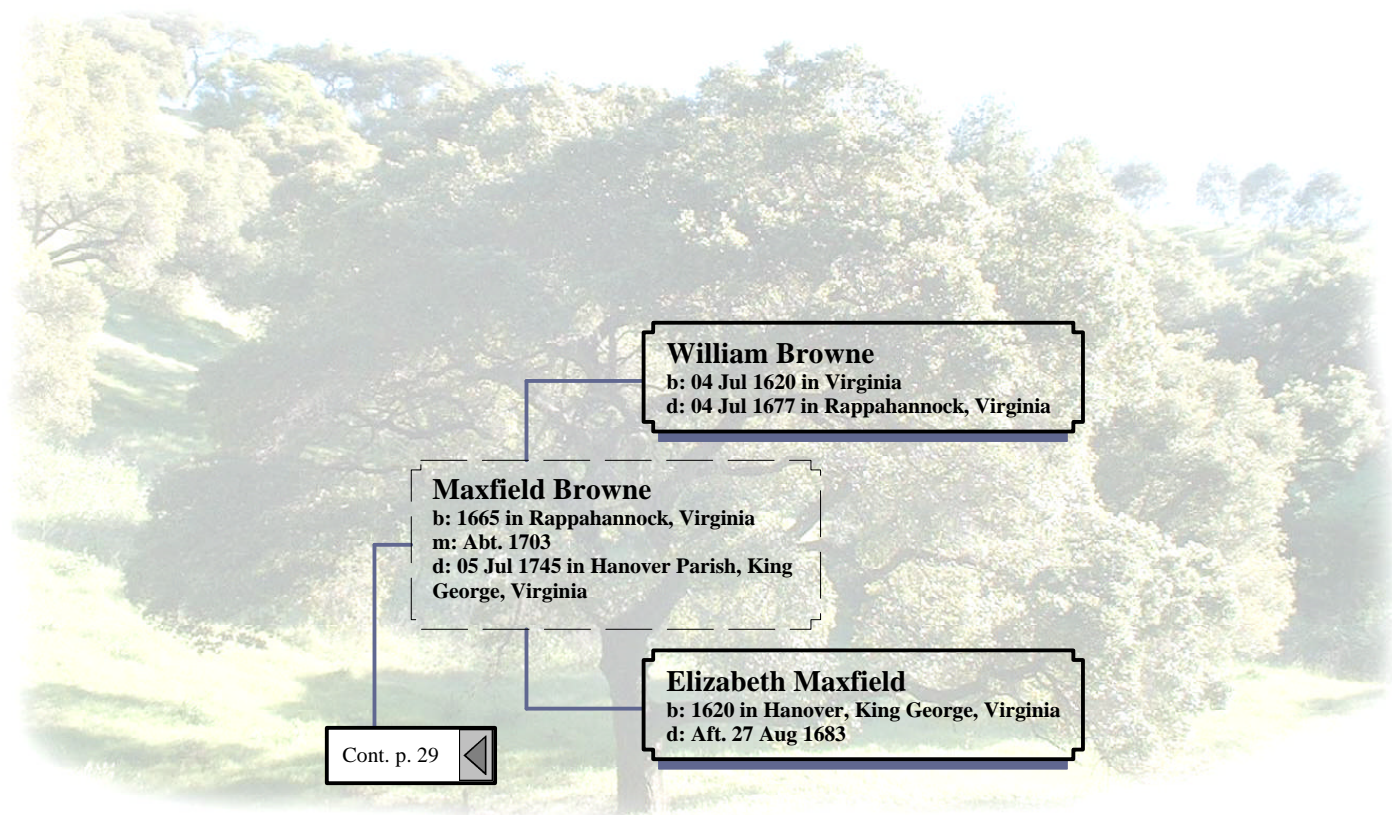 William Browne
b: 04 Jul 1620 in Virginia
d: 04 Jul 1677 in Rappahannock, Virginia
Maxfield Browne
b: 1665 in Rappahannock, Virginia
m: Abt. 1703
d: 05 Jul 1745 in Hanover Parish, King
George, Virginia
Elizabeth Maxfield
b: 1620 in Hanover, King George, Virginia
d: Aft. 27 Aug 1683
Cont. p. 29